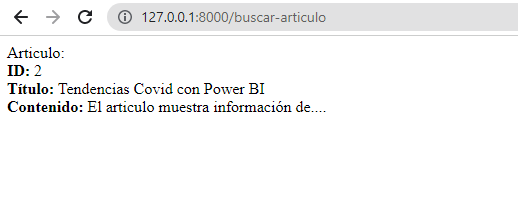 127.0.0.1:8000/buscar-articulo
Articulo:
ID: 2
Título: Tendencias Covid con Power BI
Contenido: El articulo muestra información de....